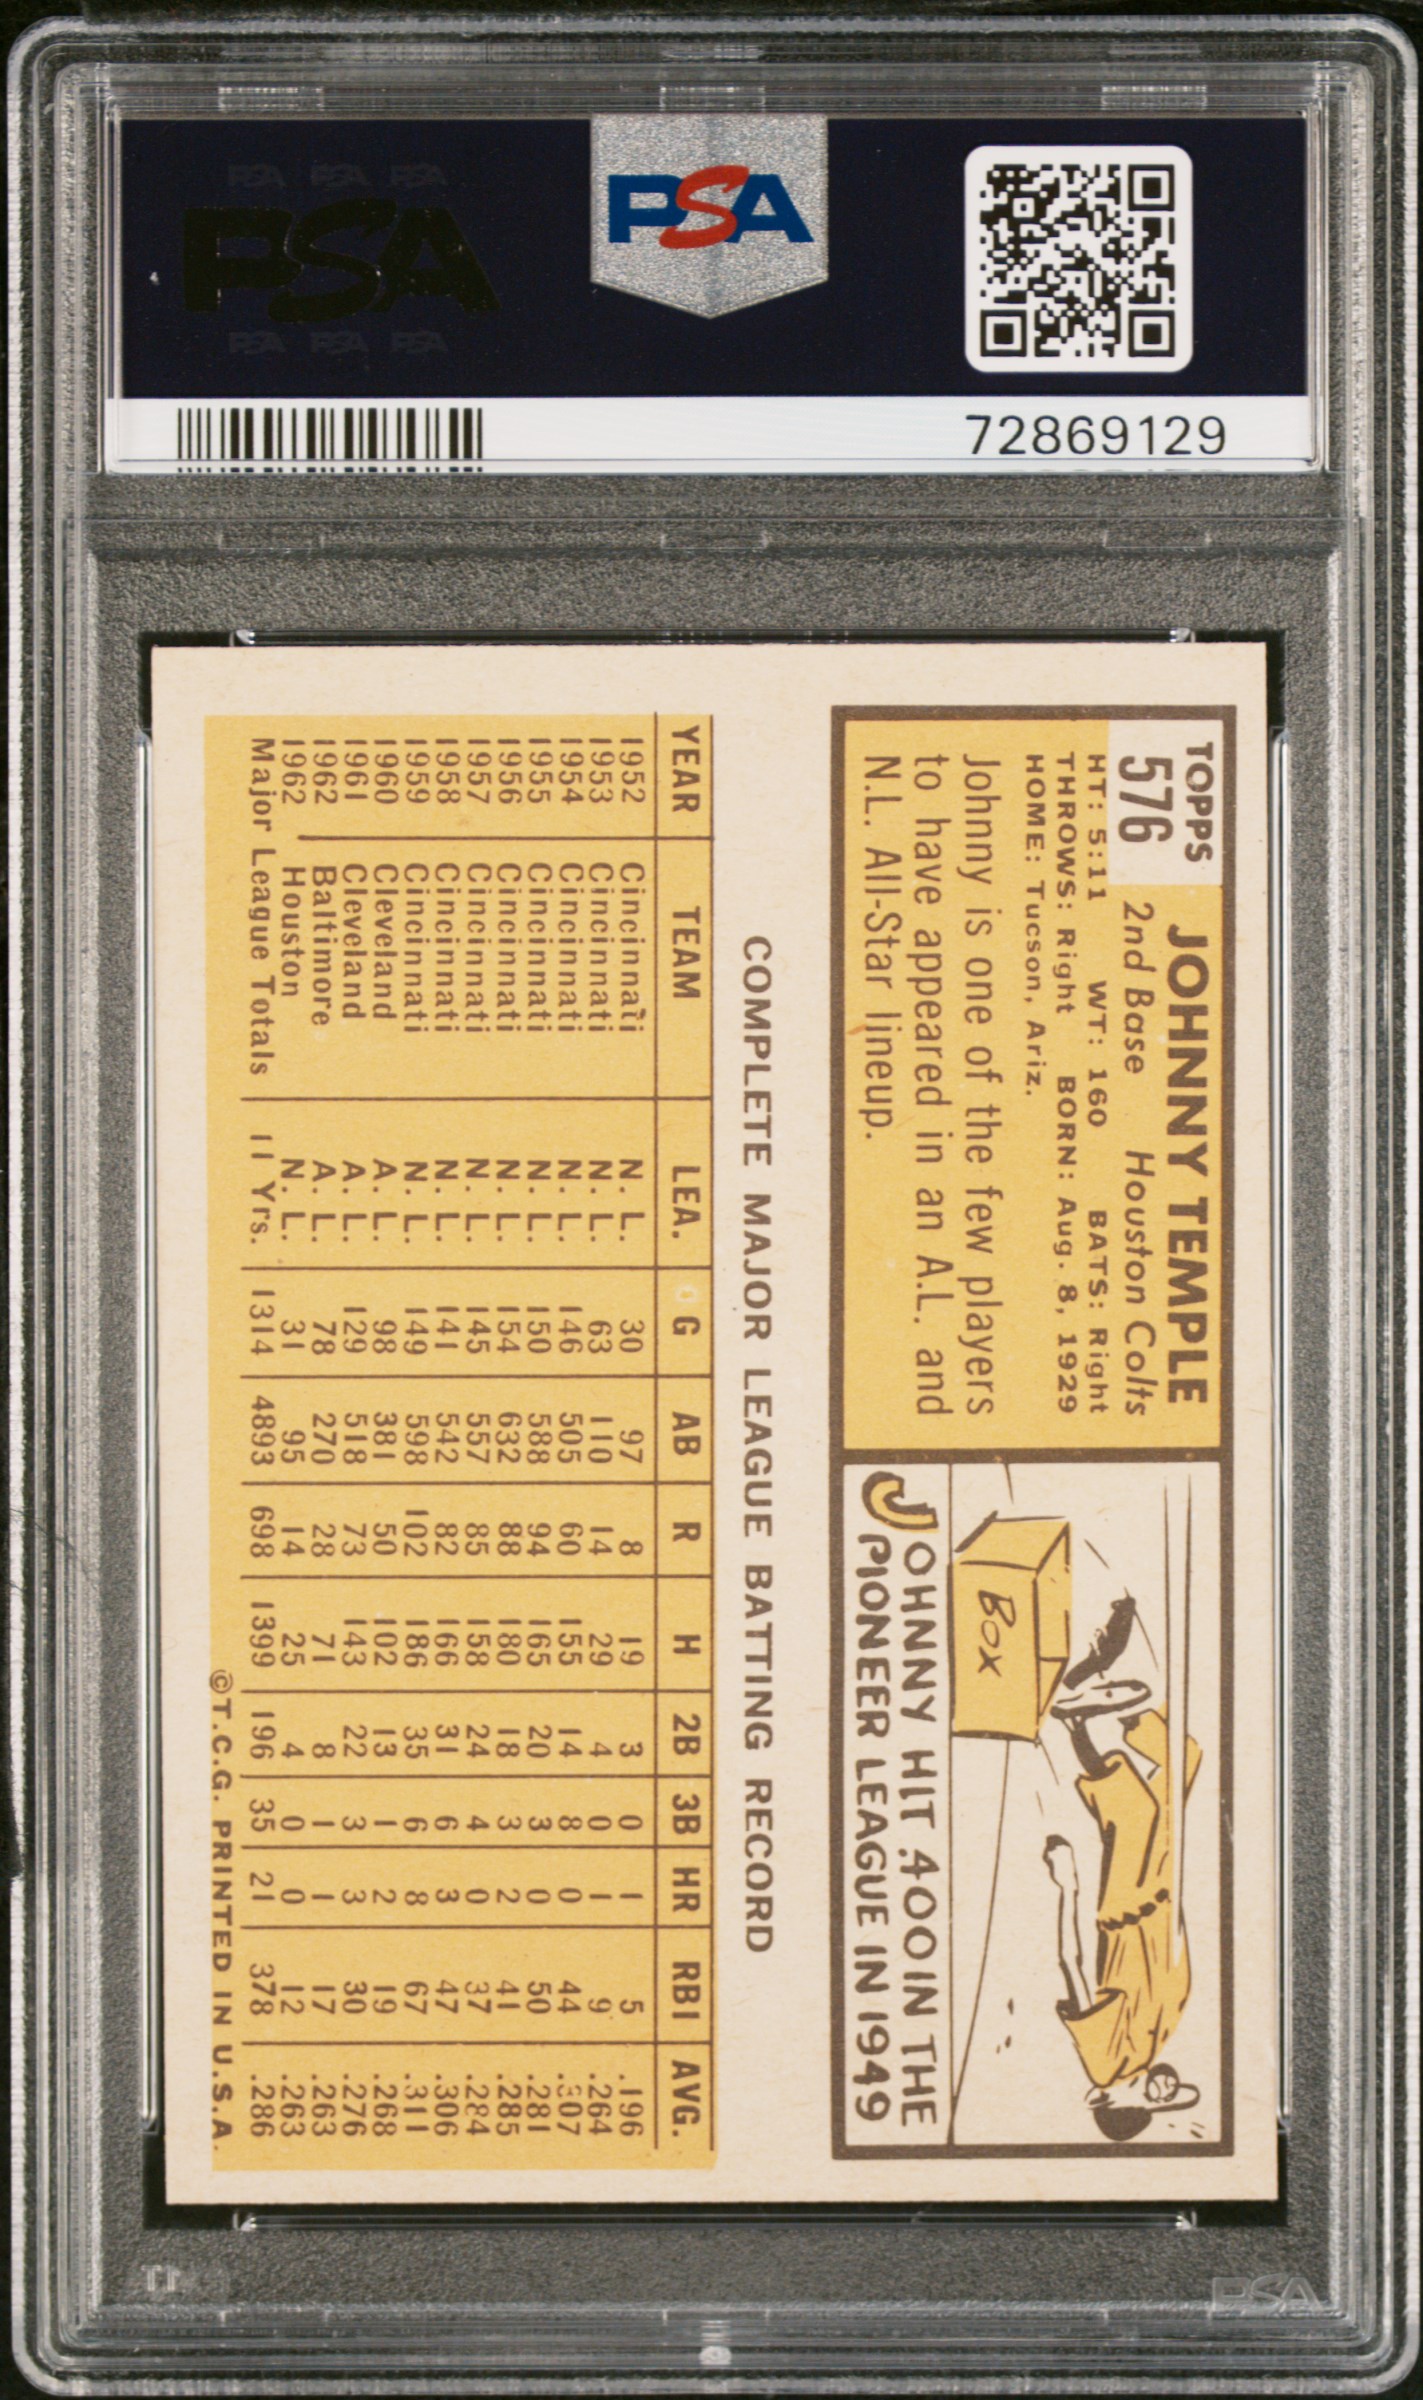 PSA PSA PSA
PSA
PSA PSA PSA
PSA
72869129
TOPPS
576
JOHNNY TEMPLE
2nd Base Houston Colts
HT: 5:11 WT: 160 BATS: Right
THROWS: Right BORN: Aug. 8, 1929
HOME: Tucson, Ariz.
Johnny is one of the few players
to have appeared in an A.L. and
N.L. All-Star lineup.
BOX
JOHNNY HIT .400 IN THE
PIONEER LEAGUE IN 1949
COMPLETE MAJOR LEAGUE BATTING RECORD
YEAR TEAM LEA. G AB R H 2B 3B HR RBI AVG.
1952 Cincinnati N. L. 30 97 8 19 3 0 1 5 .196
1953 Cincinnati N. L. 63 110 14 29 4 0 1 9 .264
1954 Cincinnati N. L. 146 505 60 155 14 8 0 44 .307
1955 Cincinnati N. L. 150 588 94 165 20 3 0 50 .281
1956 Cincinnati N. L. 154 632 88 180 18 3 2 41 .285
1957 Cincinnati N. L. 145 557 85 158 24 4 0 37 .284
1958 Cincinnati N. L. 141 542 82 166 31 6 3 47 .306
1959 Cincinnati N. L. 149 598 102 186 35 6 8 67 .311
1960 Cleveland A. L. 98 381 50 102 13 1 2 19 .268
1961 Cleveland A. L. 129 518 73 143 22 3 3 30 .276
1962 Baltimore A. L. 78 270 28 71 8 1 1 17 .263
1962 Houston N. L. 31 95 14 25 4 0 0 12 .263
Major League Totals 11 Yrs. 1314 4893 698 1399 196 35 21 378 .286
©T.C.G. PRINTED IN U.S.A.
PSA